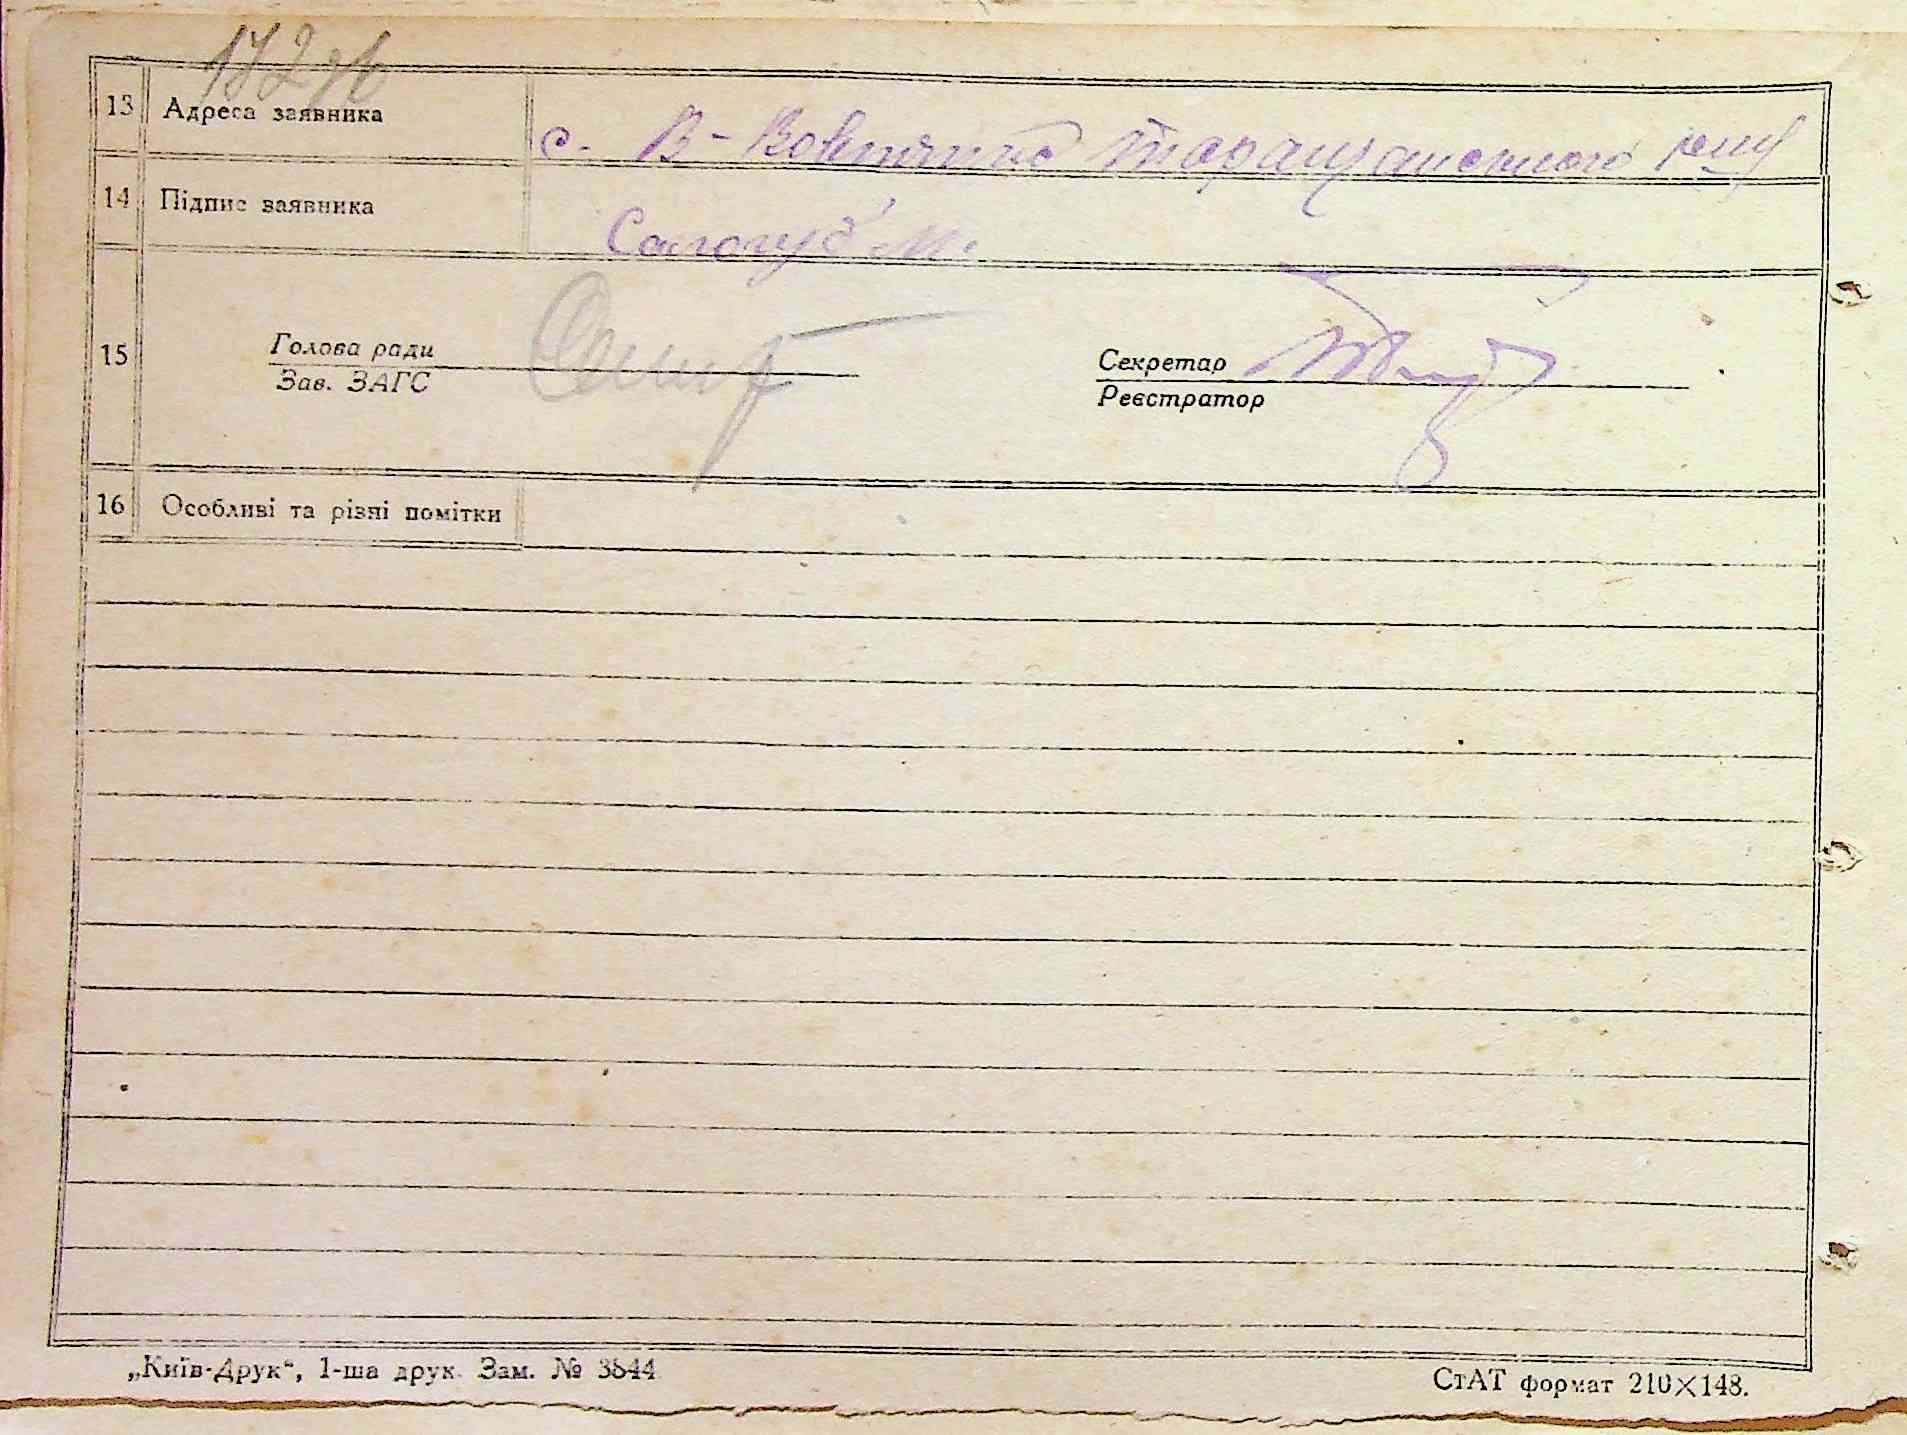 172зв
13 Адреса заявника с. В-Вовнянка Таращанського р-ну
14 Підпис заявника Сологуб М.
15 Голова ради Секретар
Зав. ЗАГС Реєстратор
16 Особливі та різні помітки
„Київ-Друк“, 1-ша друк. Зам. № 3844 СтАТ формат 210×148.